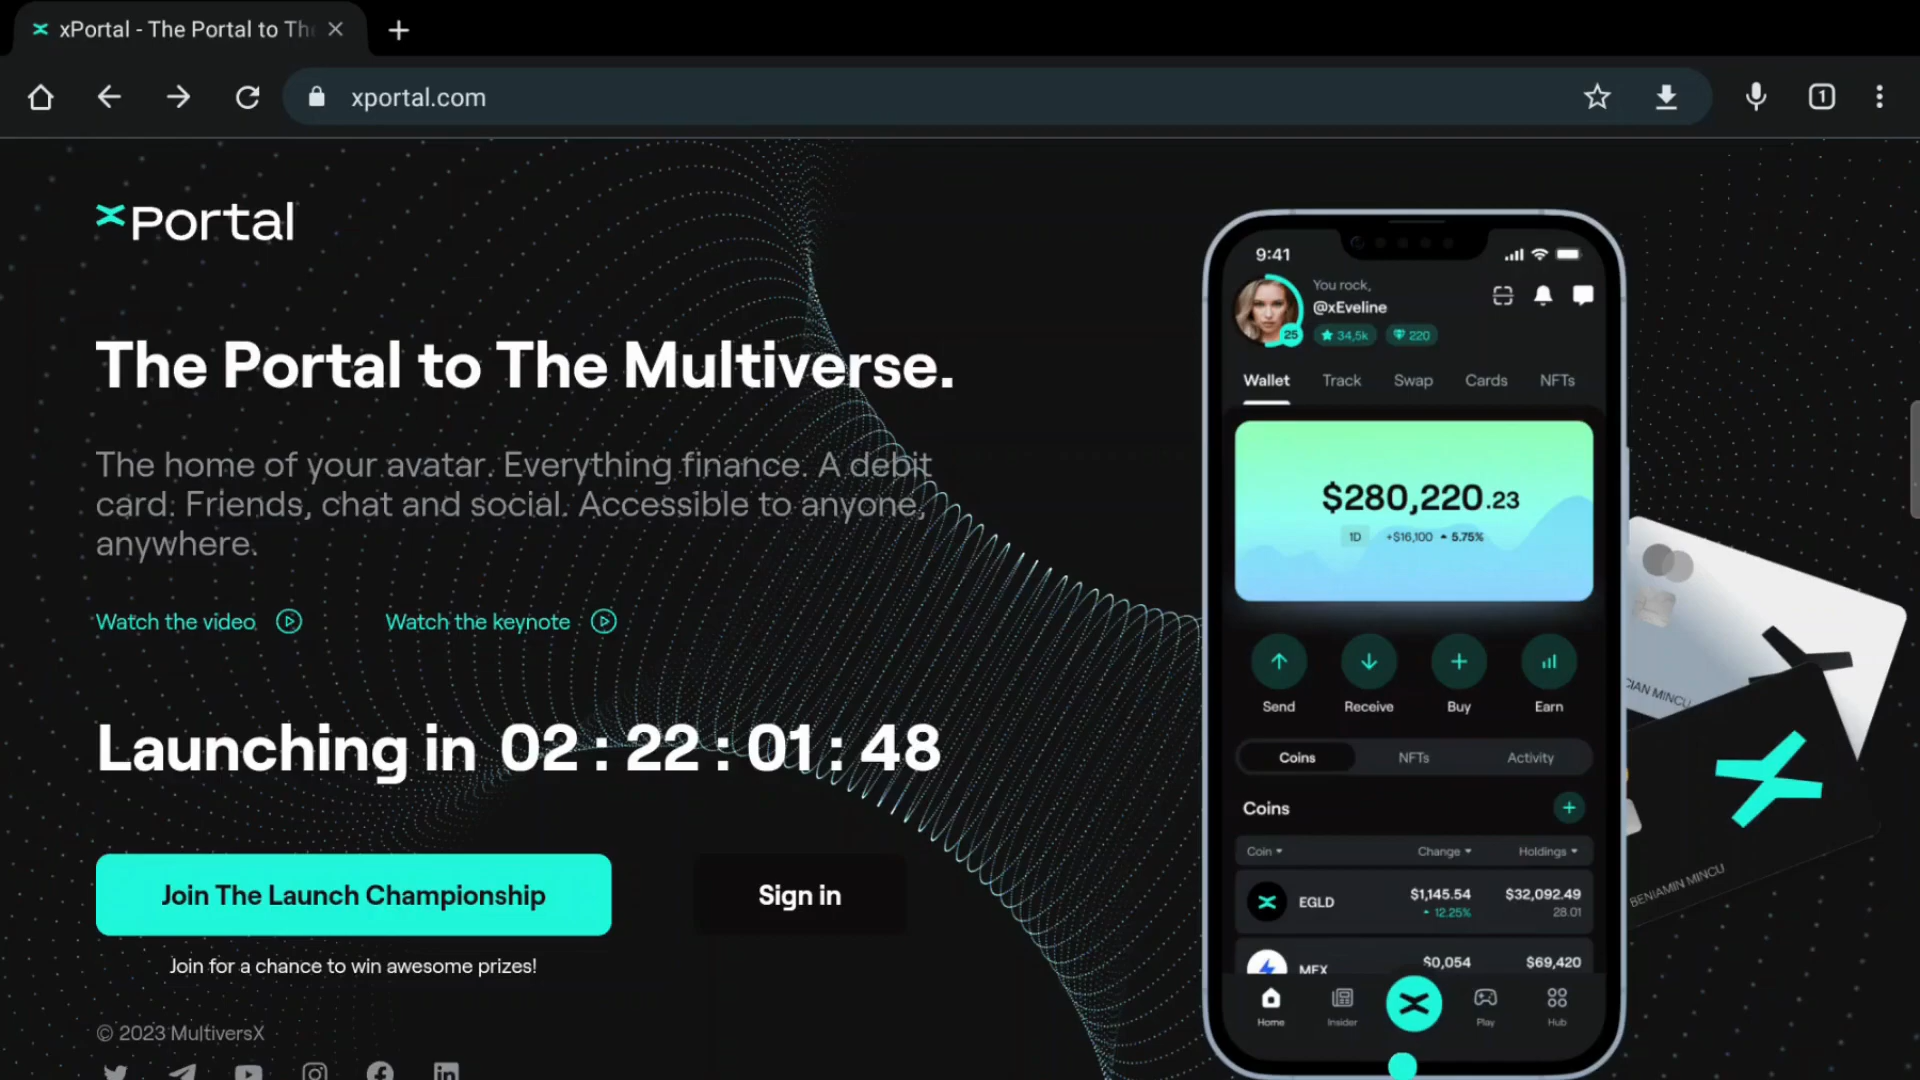 xPortal - The Portal to Th
xportal.com
1
Portal
The Portal to The Multiverse.
The home of your avatar. Everything finance. A debit
card. Friends, chat and social. Accessible to anyone,
anywhere.
Watch the video
Watch the keynote
Launching in 02 : 22 : 01 : 48
Join The Launch Championship
Sign in
Join for a chance to win awesome prizes!
© 2023 MultiversX
9:41
You rock,
@xEveline
25
34,5k
220
Wallet Track Swap Cards NFTs
$280,220.23
1D +$16,100 5.75%
Send Receive Buy Earn
Coins NFTs Activity
Coins
Coin Change Holdings
EGLD $1,145.54 $32,092.49
12.25% 28.01
MEX $0,054 $69,420
Home Insider Play Hub
CIAN MINCU
BENIAMIN MINCU